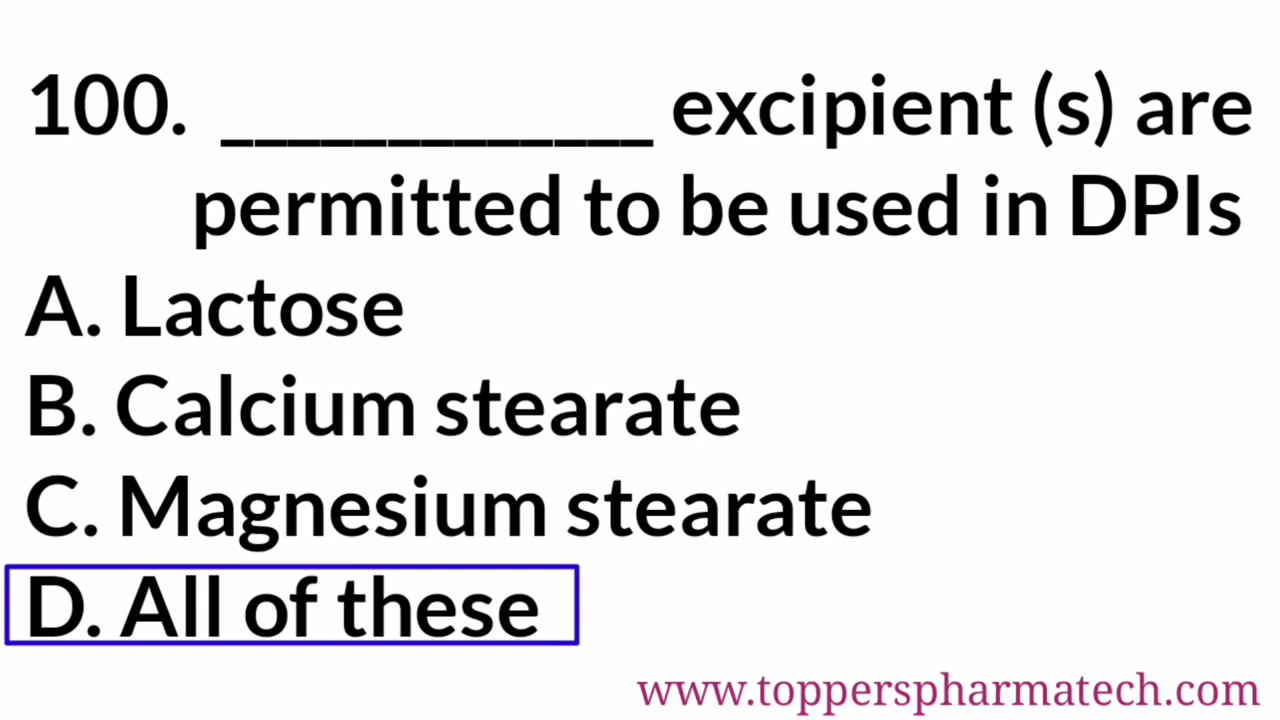 100. _____________ excipient (s) are
permitted to be used in DPIs
A. Lactose
B. Calcium stearate
C. Magnesium stearate
D. All of these
www.topperspharmatech.com